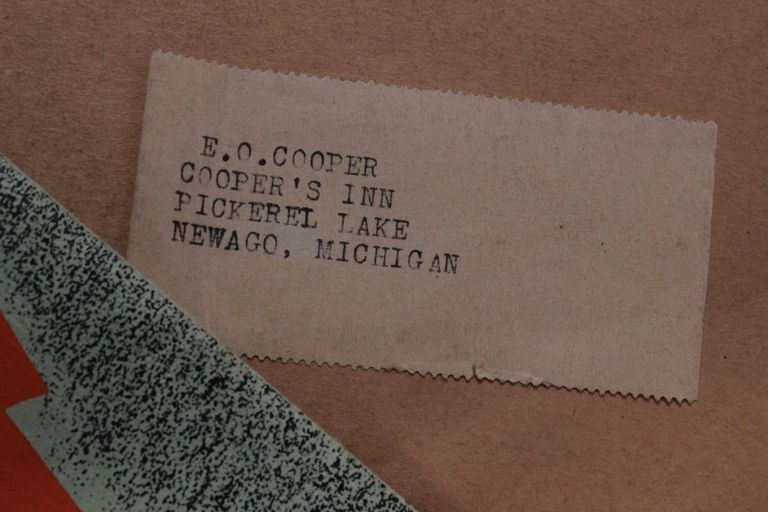 E.O.COOPER
COOPER'S INN
PICKEREL LAKE
NEWAGO, MICHIGAN